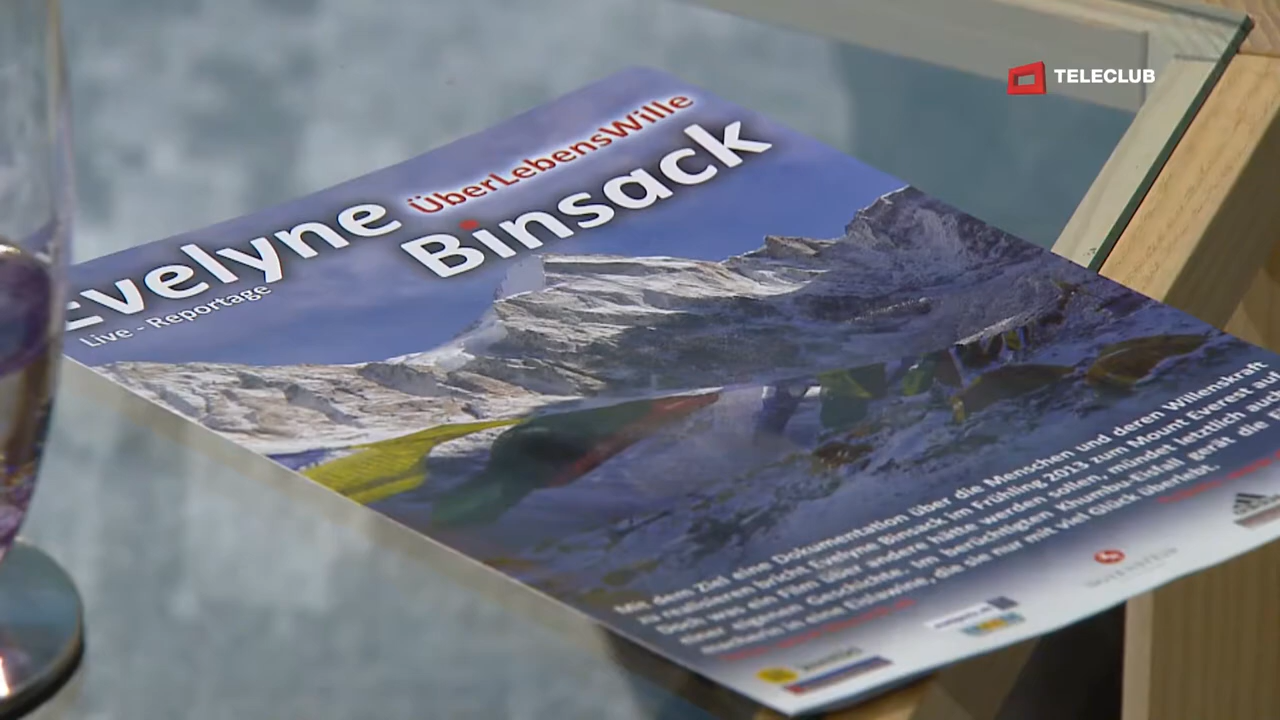 TELECLUB
ÜberLebensWille
Evelyne
Binsack
Live - Reportage
Mit dem Ziel eine Dokumentation über die Menschen und deren Willenskraft
zu realisieren bricht Evelyne Binsack im Frühling 2013 zum Mount Everest auf.
Doch was ein Film über andere hätte werden sollen, mündet letztlich auch
einer eigenen Geschichte. Im berüchtigten Khumbu-Eisfall gerät die
in eine Eislawine, die sie nur mit viel Glück überlebt.